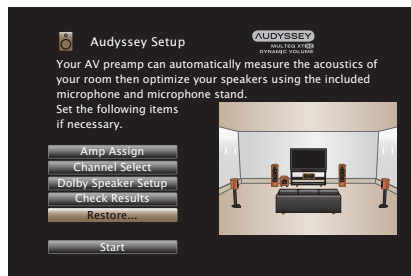 Audyssey Setup
AUDYSSEY
MULTEQ XT32
DYNAMIC VOLUME
Your AV preamp can automatically measure the acoustics of
your room then optimize your speakers using the included
microphone and microphone stand.
Set the following items
if necessary.
Amp Assign
Channel Select
Dolby Speaker Setup
Check Results
Restore...
Start